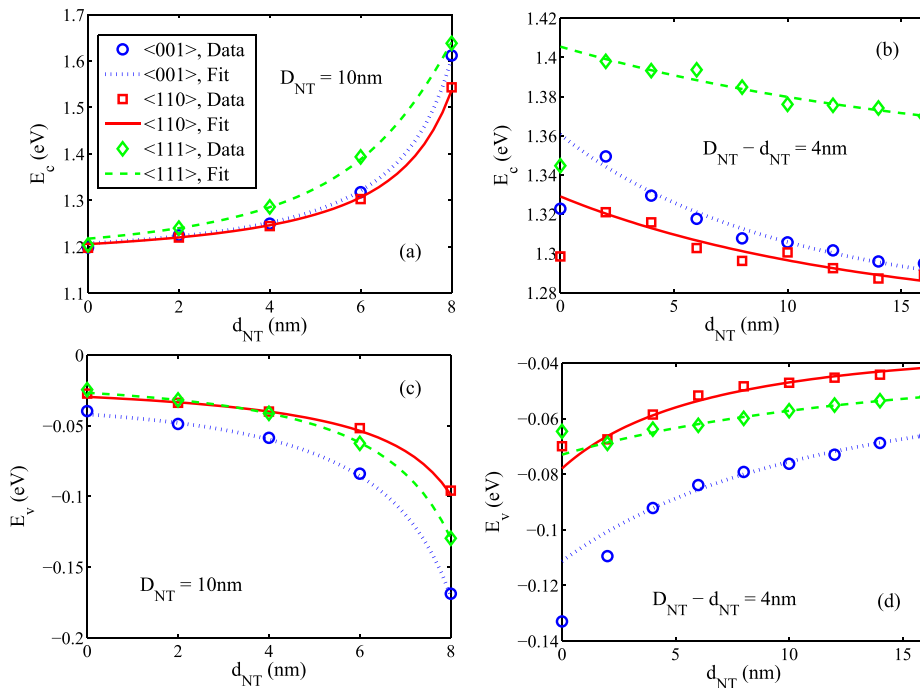 1.7
1.6
1.5
1.4
1.3
1.2
1.1
E_c (eV)
<001>, Data
<001>, Fit
<110>, Data
<110>, Fit
<111>, Data
<111>, Fit
D_NT = 10nm
(a)
0 2 4 6 8
d_NT (nm)
1.42
1.4
1.38
1.36
1.34
1.32
1.3
1.28
E_c (eV)
(b)
D_NT − d_NT = 4nm
0 5 10 15
d_NT (nm)
0
−0.05
−0.1
−0.15
−0.2
E_v (eV)
(c)
D_NT = 10nm
0 2 4 6 8
d_NT (nm)
−0.04
−0.06
−0.08
−0.1
−0.12
−0.14
E_v (eV)
D_NT − d_NT = 4nm
(d)
0 5 10 15
d_NT (nm)